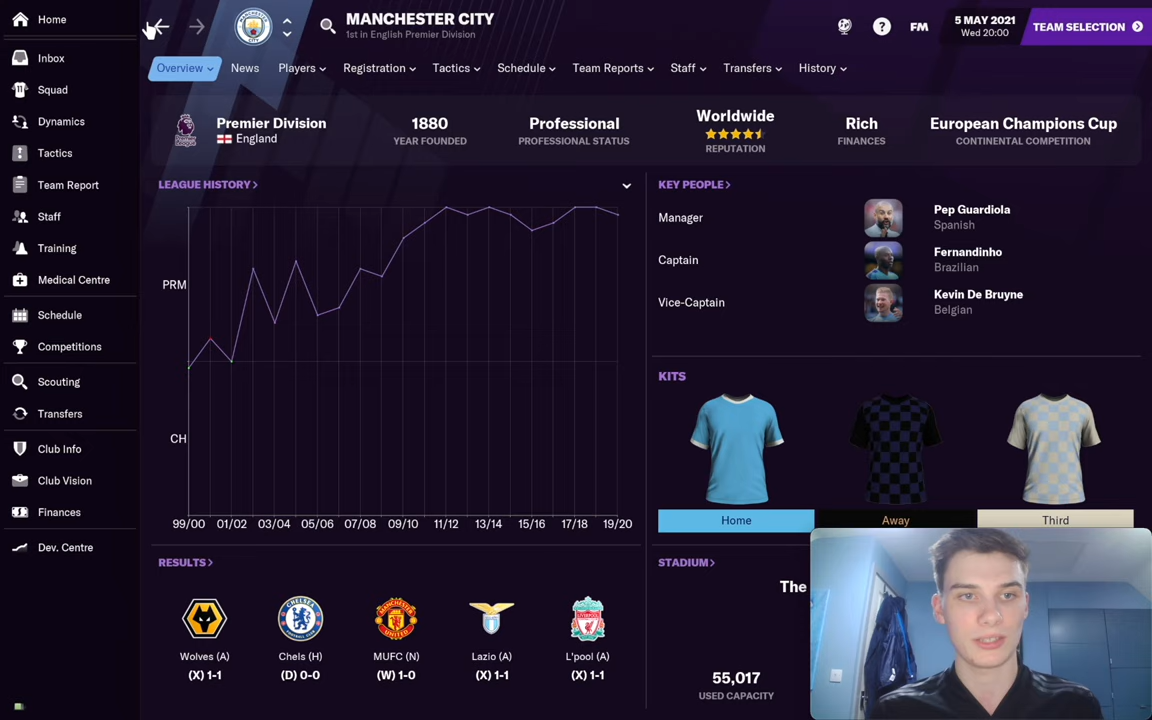 Home
Inbox
Squad
Dynamics
Tactics
Team Report
Staff
Training
Medical Centre
Schedule
Competitions
Scouting
Transfers
Club Info
Club Vision
Finances
Dev. Centre
MANCHESTER CITY
1st in English Premier Division
?
FM
5 MAY 2021
Wed 20:00
TEAM SELECTION
Overview
News
Players
Registration
Tactics
Schedule
Team Reports
Staff
Transfers
History
Premier Division
England
1880
YEAR FOUNDED
Professional
PROFESSIONAL STATUS
Worldwide
REPUTATION
Rich
FINANCES
European Champions Cup
CONTINENTAL COMPETITION
LEAGUE HISTORY >
PRM
CH
99/00 01/02 03/04 05/06 07/08 09/10 11/12 13/14 15/16 17/18 19/20
KEY PEOPLE >
Manager
Pep Guardiola
Spanish
Captain
Fernandinho
Brazilian
Vice-Captain
Kevin De Bruyne
Belgian
KITS
Home
Away
Third
RESULTS >
Wolves (A)
(X) 1-1
Chels (H)
(D) 0-0
MUFC (N)
(W) 1-0
Lazio (A)
(X) 1-1
L'pool (A)
(X) 1-1
STADIUM >
The
55,017
USED CAPACITY